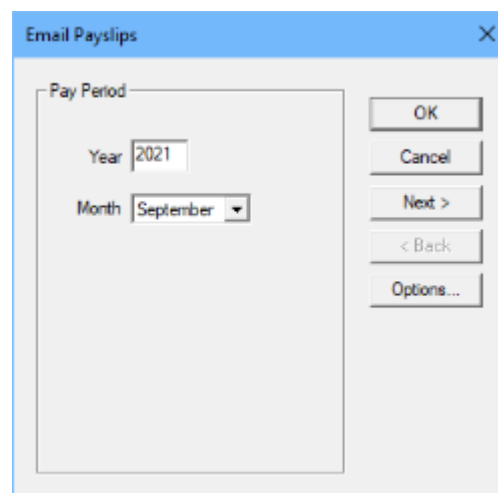 Email Payslips
Pay Period
Year 2021
Month September
OK
Cancel
Next >
< Back
Options...